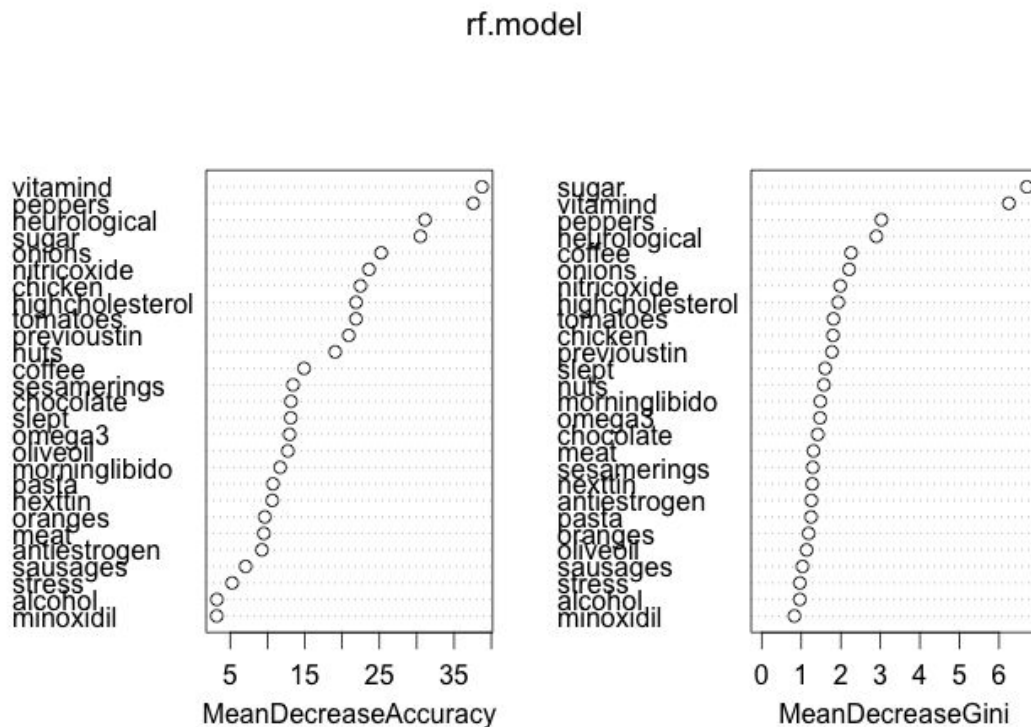 rf.model
vitamind
peppers
neurological
sugar
onions
nitricoxide
chicken
highcholesterol
tomatoes
previoustin
nuts
coffee
sesamerings
chocolate
slept
omega3
oliveoil
morninglibido
pasta
nexttin
oranges
meat
antiestrogen
sausages
stress
alcohol
minoxidil
5 15 25 35
MeanDecreaseAccuracy
sugar
vitamind
peppers
neurological
coffee
onions
nitricoxide
highcholesterol
tomatoes
chicken
previoustin
slept
nuts
morninglibido
omega3
chocolate
meat
sesamerings
nexttin
antiestrogen
pasta
oranges
oliveoil
sausages
stress
alcohol
minoxidil
0 1 2 3 4 5 6
MeanDecreaseGini